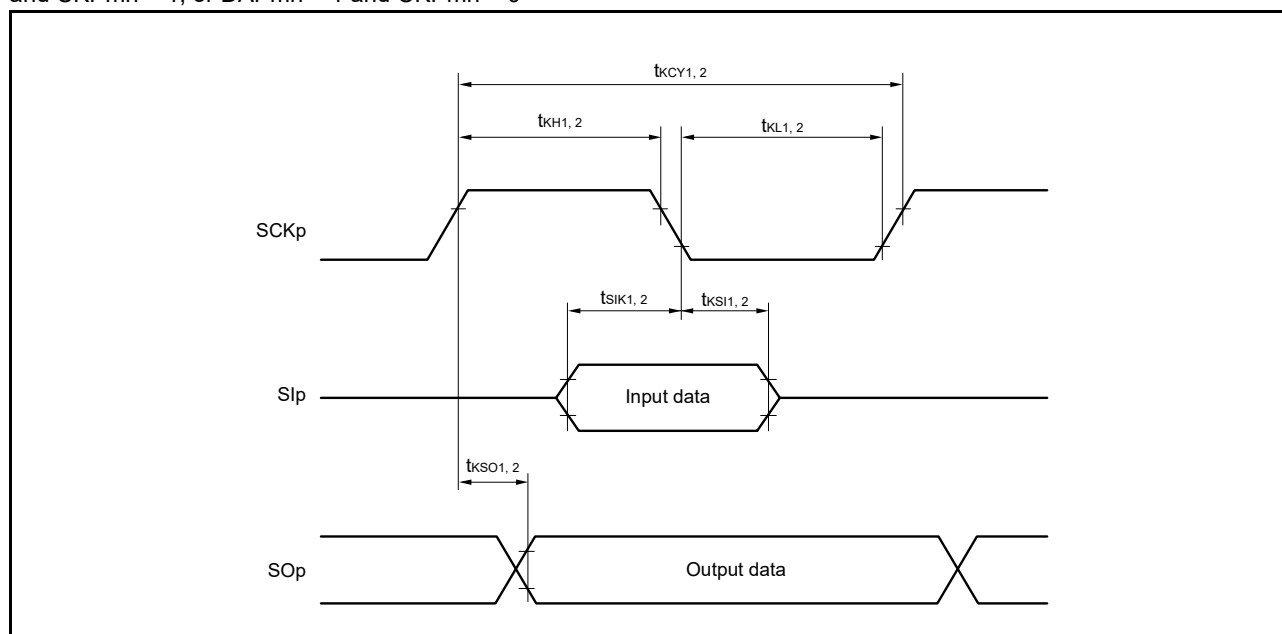 tKCY1, 2
tKH1, 2
tKL1, 2
SCKp
tSIK1, 2
tKSI1, 2
SIp
Input data
tKSO1, 2
SOp
Output data